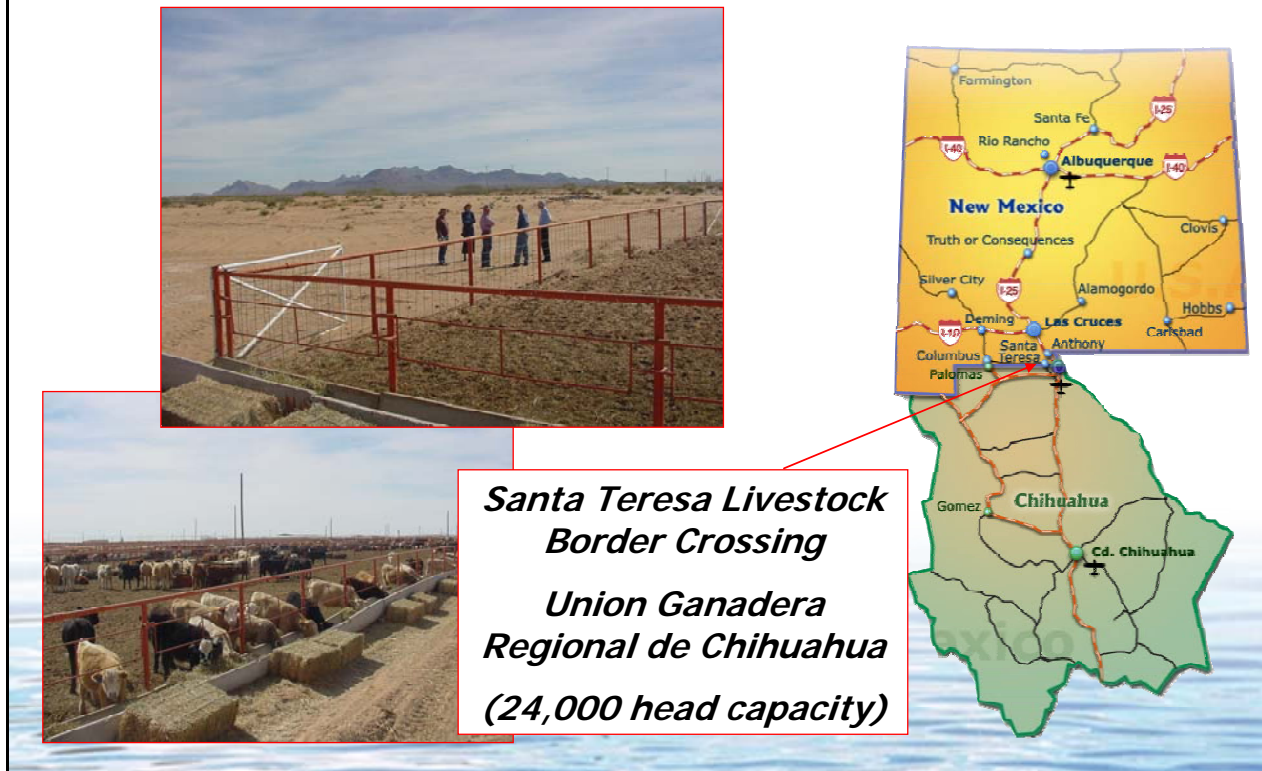 Santa Teresa Livestock
Border Crossing
Union Ganadera
Regional de Chihuahua
(24,000 head capacity)
Farmington
Santa Fe
I-25
Rio Rancho
I-40
Albuquerque
I-40
New Mexico
Clovis
Truth or Consequences
U.S.A
Silver City
I-25
Alamogordo
Hobbs
Deming
Las Cruces
I-10
Carlsbad
Santa
Teresa
Anthony
Columbus
Palomas
Gomez
Chihuahua
Cd. Chihuahua
exico